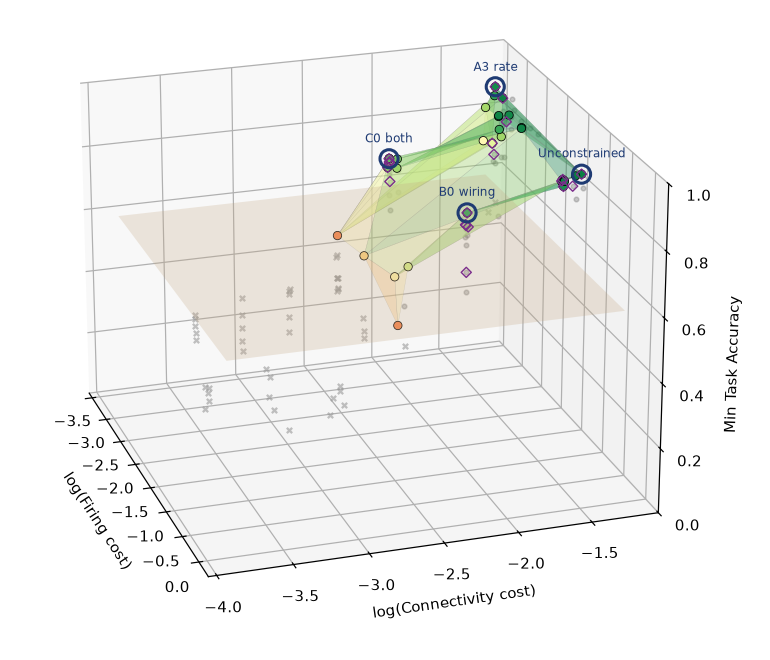 A3 rate
C0 both
Unconstrained
B0 wiring
1.0
0.8
0.6
0.4
0.2
0.0
Min Task Accuracy
−3.5
−3.0
−2.5
−2.0
−1.5
−1.0
−0.5
0.0
log(Firing cost)
−4.0
−3.5
−3.0
−2.5
−2.0
−1.5
log(Connectivity cost)